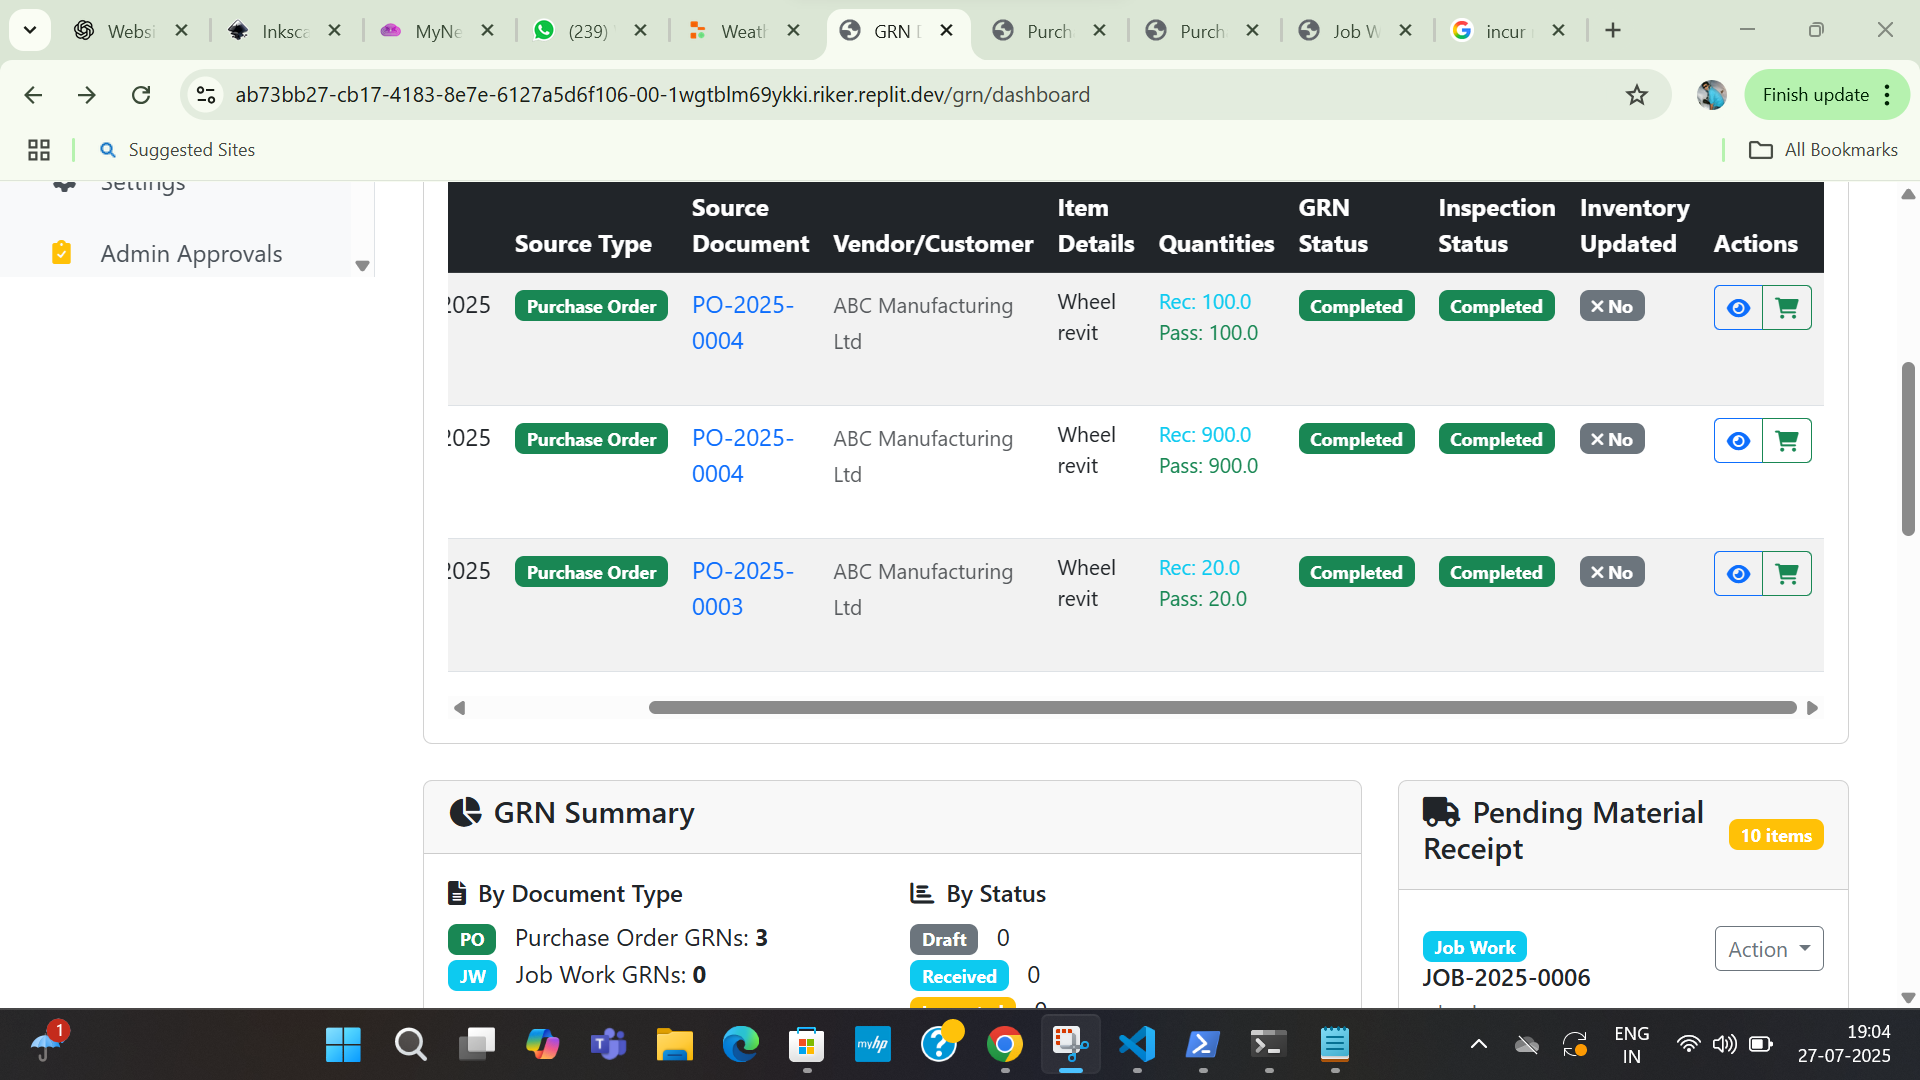 Websi
Inksca
MyNe
(239)
Weath
GRN D
Purch
Purch
Job W
incur
ab73bb27-cb17-4183-8e7e-6127a5d6f106-00-1wgtblm69ykki.riker.replit.dev/grn/dashboard
Finish update
Suggested Sites
All Bookmarks
Settings
Admin Approvals
Source Type
Source Document
Vendor/Customer
Item Details
Quantities
GRN Status
Inspection Status
Inventory Updated
Actions
2025
Purchase Order
PO-2025-
0004
ABC Manufacturing
Ltd
Wheel
revit
Rec: 100.0
Pass: 100.0
Completed
Completed
No
2025
Purchase Order
PO-2025-
0004
ABC Manufacturing
Ltd
Wheel
revit
Rec: 900.0
Pass: 900.0
Completed
Completed
No
2025
Purchase Order
PO-2025-
0003
ABC Manufacturing
Ltd
Wheel
revit
Rec: 20.0
Pass: 20.0
Completed
Completed
No
GRN Summary
By Document Type
PO Purchase Order GRNs: 3
JW Job Work GRNs: 0
By Status
Draft 0
Received 0
Pending Material
Receipt
10 items
Job Work
JOB-2025-0006
Action
1
myhp
ENG
IN
19:04
27-07-2025